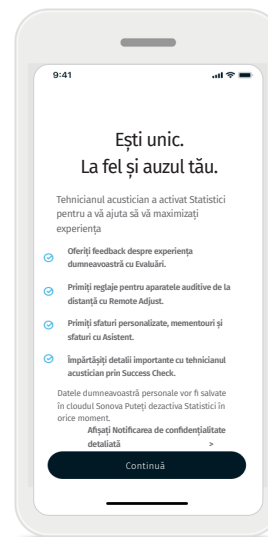 9:41
Ești unic.
La fel și auzul tău.
Tehnicianul acustician a activat Statistici
pentru a vă ajuta să vă maximizați
experiența
Oferiți feedback despre experiența
dumneavoastră cu Evaluări.
Primiți reglaje pentru aparatele auditive de la
distanță cu Remote Adjust.
Primiți sfaturi personalizate, mementouri și
sfaturi cu Asistent.
Împărtășiți detalii importante cu tehnicianul
acustician prin Success Check.
Datele dumneavoastră personale vor fi salvate
în cloudul Sonova Puteți dezactiva Statistici în
orice moment.
Afișați Notificarea de confidențialitate
detaliată >
Continuă